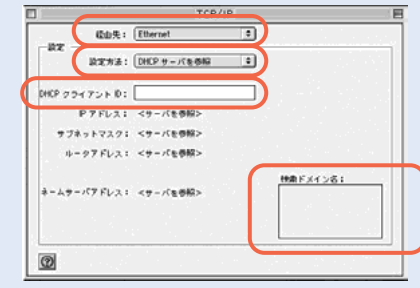 TCP/IP
経由先： Ethernet
設定
設定方法： DHCP サーバを参照
DHCP クライアント ID：
IP アドレス： <サーバを参照>
サブネットマスク： <サーバを参照>
ルータアドレス： <サーバを参照>
検索ドメイン名：
ネームサーバアドレス： <サーバを参照>
?